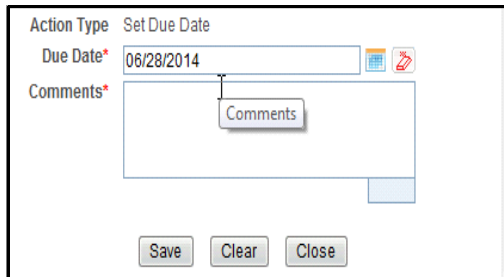 Action Type Set Due Date
Due Date* 06/28/2014
Comments*
Comments
Save Clear Close